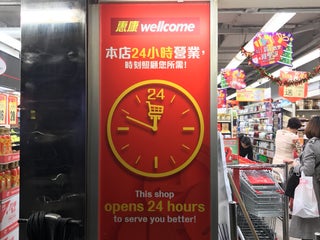 惠康 wellcome
本店24小時營業，
時刻照顧您所需！
24
This shop
opens 24 hours
to serve you better!